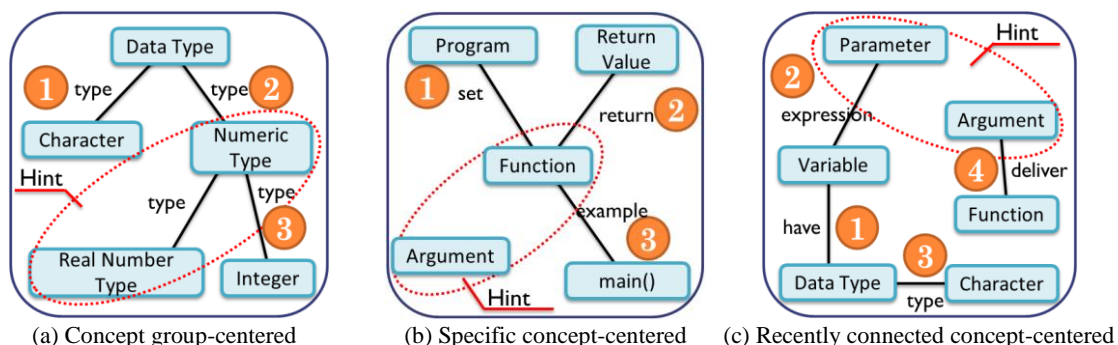 Data Type
1
type
type
2
Character
Numeric
Type
Hint
type
type
3
Real Number
Type
Integer
(a) Concept group-centered
Program
Return
Value
1
set
return
2
Function
example
3
Argument
main()
Hint
(b) Specific concept-centered
Parameter
Hint
2
expression
Argument
4
deliver
Variable
Function
have
1
3
Data Type
type
Character
(c) Recently connected concept-centered